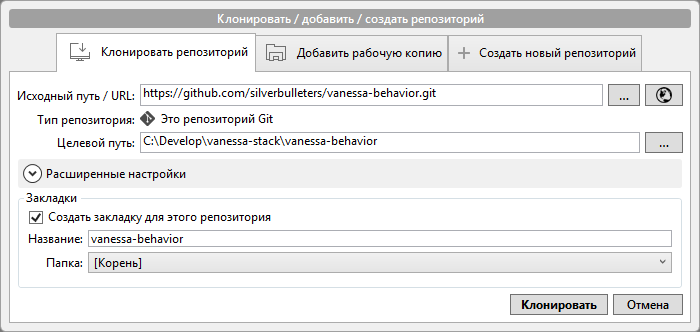 Клонировать / добавить / создать репозиторий
Клонировать репозиторий Добавить рабочую копию Создать новый репозиторий
Исходный путь / URL: https://github.com/silverbulleters/vanessa-behavior.git ...
Тип репозитория: Это репозиторий Git
Целевой путь: C:\Develop\vanessa-stack\vanessa-behavior ...
Расширенные настройки
Закладки
Создать закладку для этого репозитория
Название: vanessa-behavior
Папка: [Корень]
Клонировать Отмена